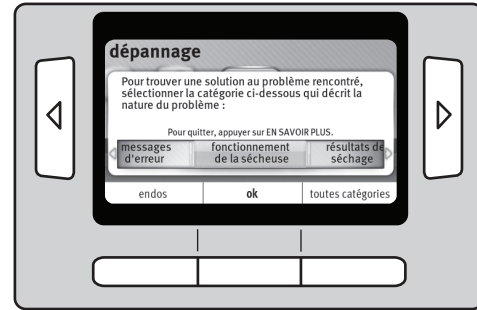 dépannage
Pour trouver une solution au problème rencontré,
sélectionner la catégorie ci-dessous qui décrit la
nature du problème :
Pour quitter, appuyer sur EN SAVOIR PLUS.
messages
d'erreur
fonctionnement
de la sécheuse
résultats de
séchage
endos
ok
toutes catégories